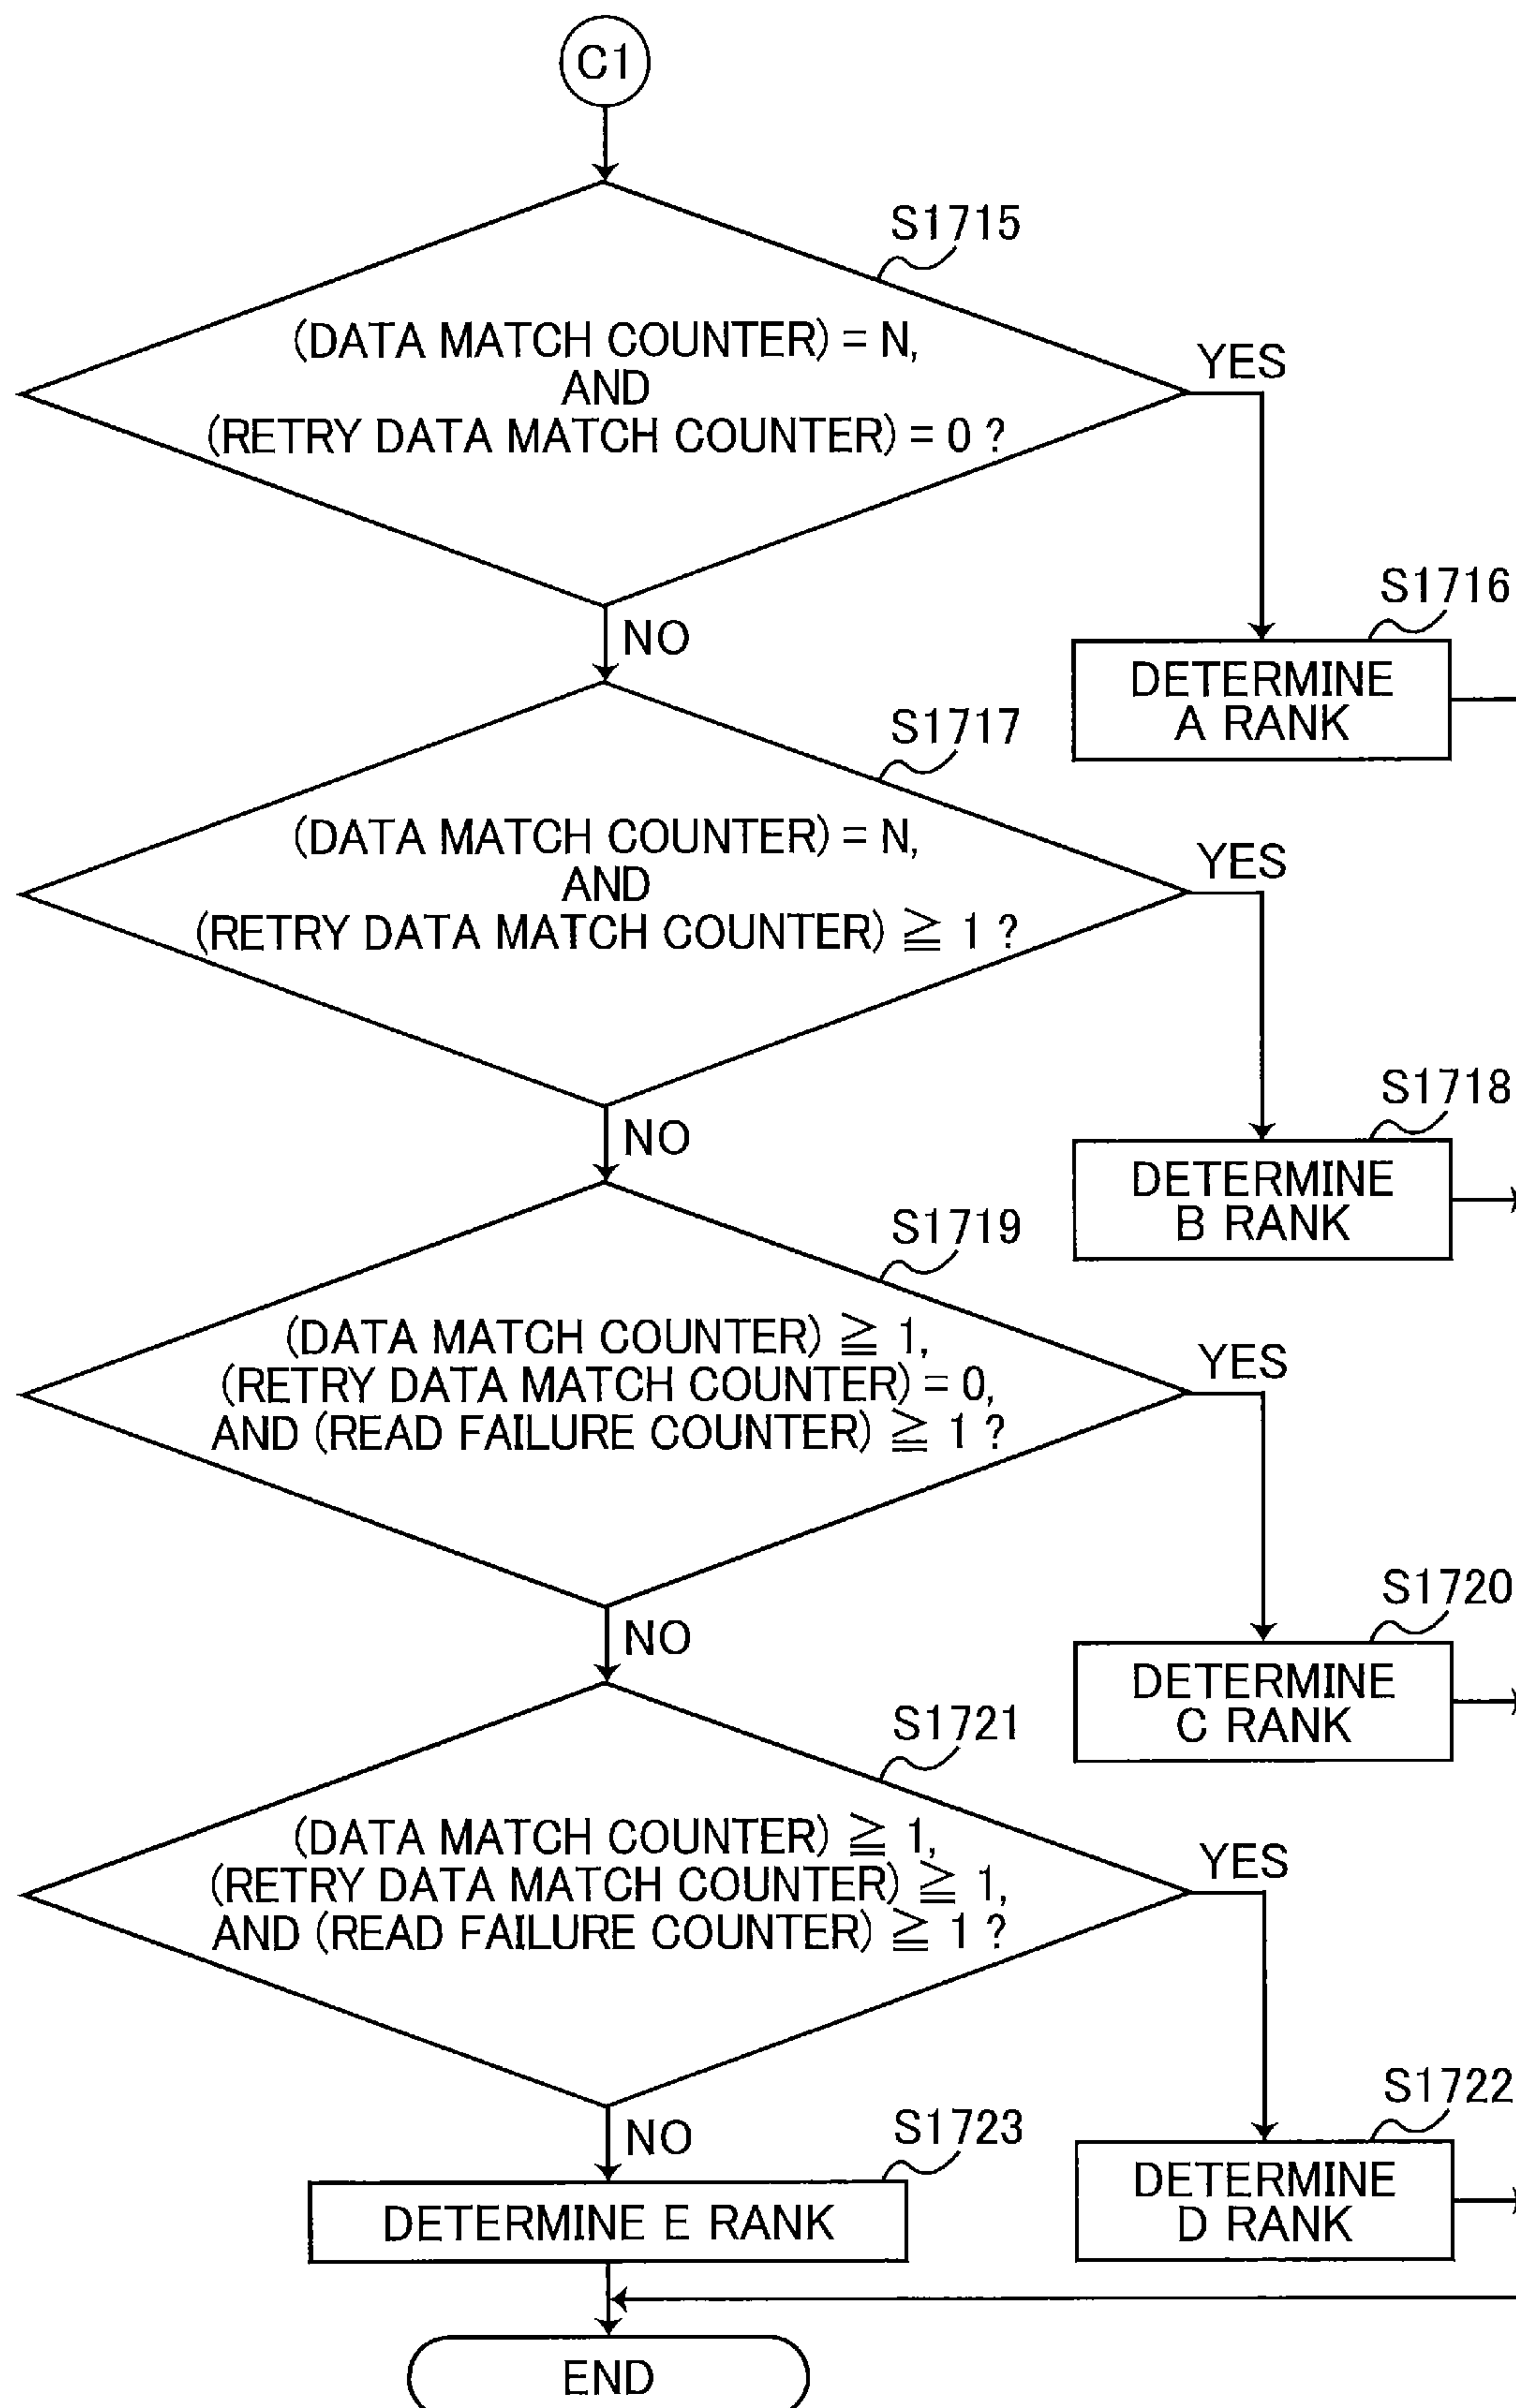 C1
S1715
(DATA MATCH COUNTER) = N,
AND
(RETRY DATA MATCH COUNTER) = 0 ?
YES
NO
S1716
DETERMINE
A RANK
S1717
(DATA MATCH COUNTER) = N,
AND
(RETRY DATA MATCH COUNTER) ≧ 1 ?
YES
NO
S1718
DETERMINE
B RANK
S1719
(DATA MATCH COUNTER) ≧ 1,
(RETRY DATA MATCH COUNTER) = 0,
AND (READ FAILURE COUNTER) ≧ 1 ?
YES
NO
S1720
DETERMINE
C RANK
S1721
(DATA MATCH COUNTER) ≧ 1,
(RETRY DATA MATCH COUNTER) ≧ 1,
AND (READ FAILURE COUNTER) ≧ 1 ?
YES
NO
S1722
DETERMINE
D RANK
S1723
DETERMINE E RANK
END